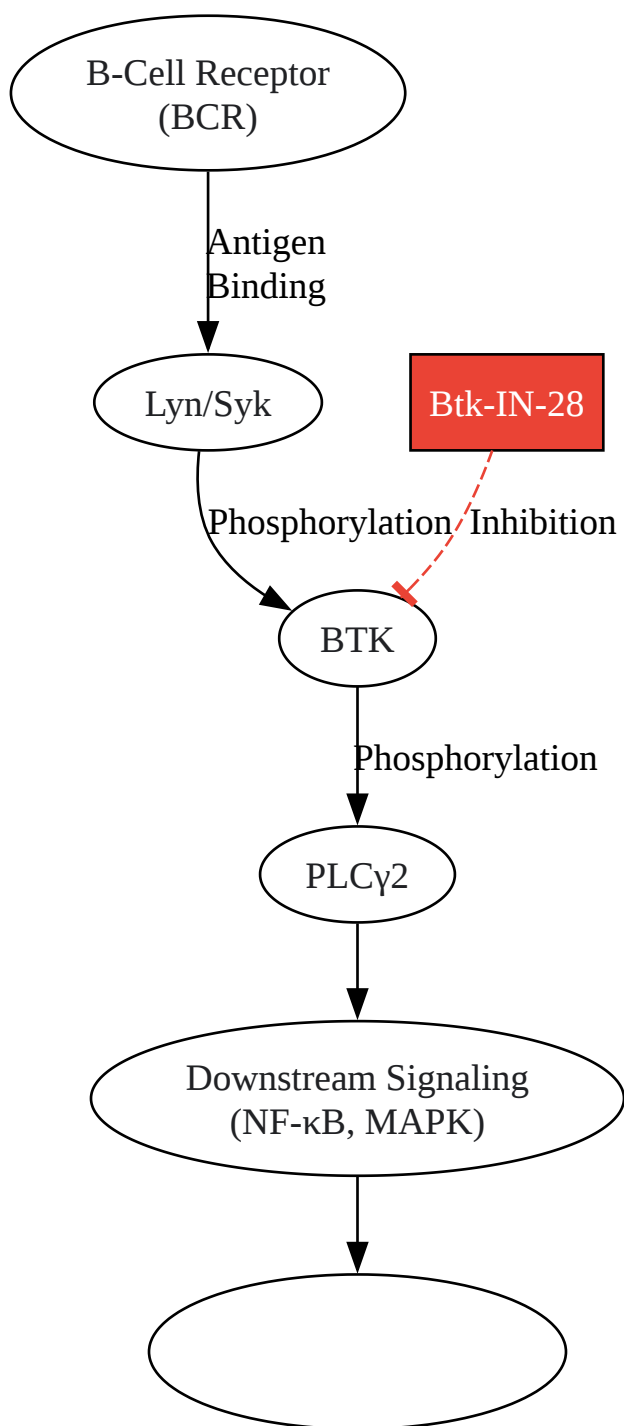 B-Cell Receptor
(BCR)
Antigen
Binding
Lyn/Syk
Btk-IN-28
Phosphorylation
Inhibition
BTK
Phosphorylation
PLCγ2
Downstream Signaling
(NF-κB, MAPK)